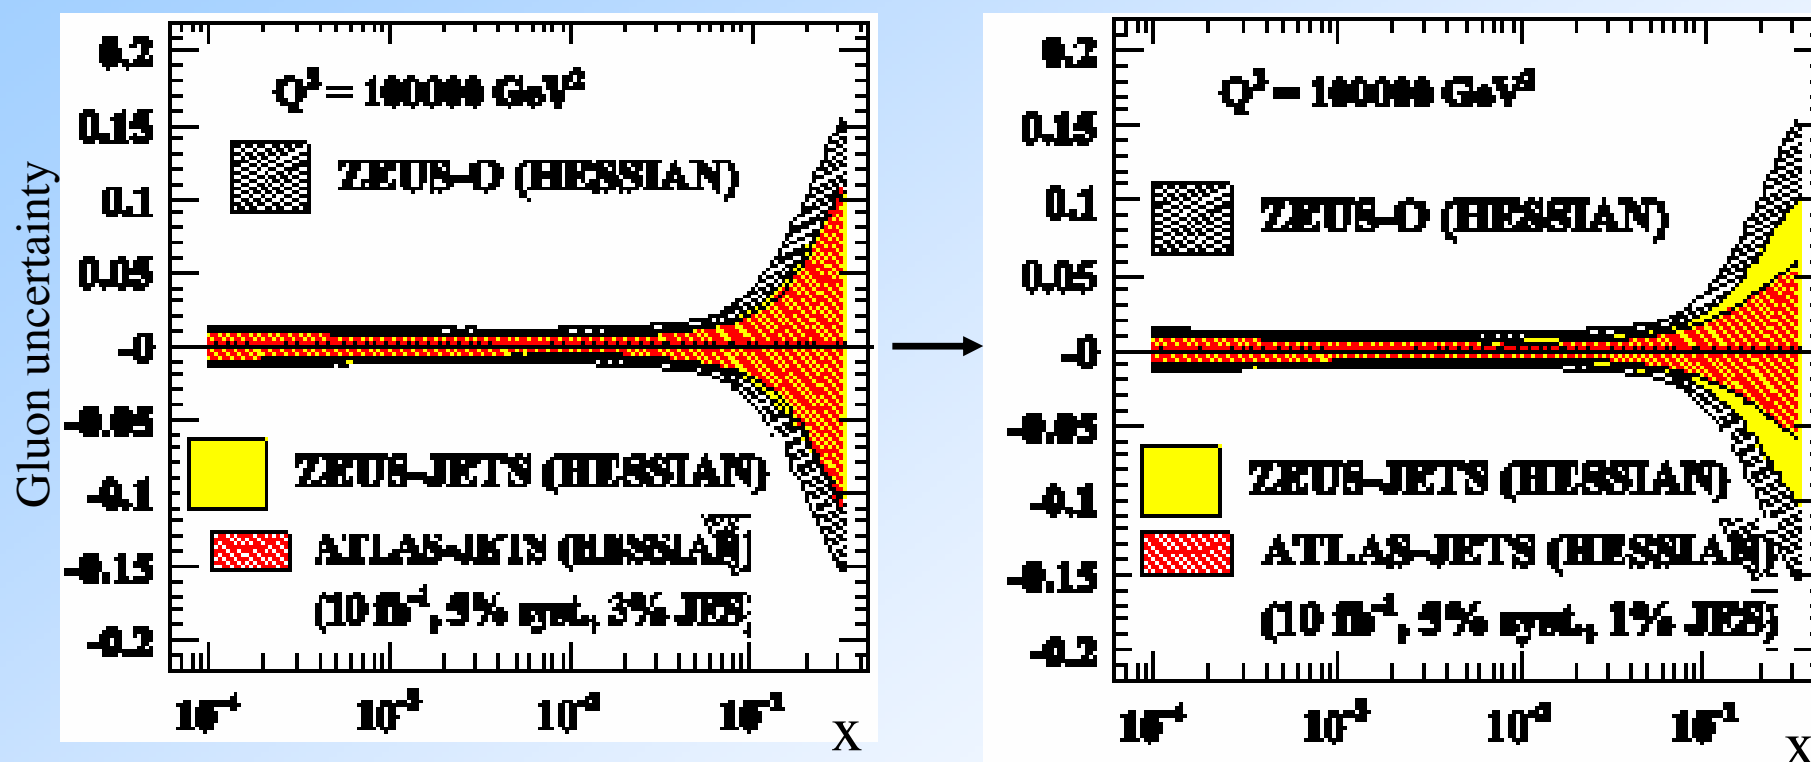 Gluon uncertainty
0.2
0.15
0.1
0.05
-0
-0.05
-0.1
-0.15
-0.2
Q² = 100000 GeV²
ZEUS-O (HESSIAN)
ZEUS-JETS (HESSIAN)
ATLAS-JETS (HESSIAN)
(10 fb⁻¹, 5% syst., 3% JES
10⁻⁴ 10⁻³ 10⁻² 10⁻¹
x
0.2
0.15
0.1
0.05
-0
-0.05
-0.1
-0.15
-0.2
Q² = 100000 GeV²
ZEUS-O (HESSIAN)
ZEUS-JETS (HESSIAN)
ATLAS-JETS (HESSIAN)
(10 fb⁻¹, 5% syst., 1% JES)
10⁻⁴ 10⁻³ 10⁻² 10⁻¹
x